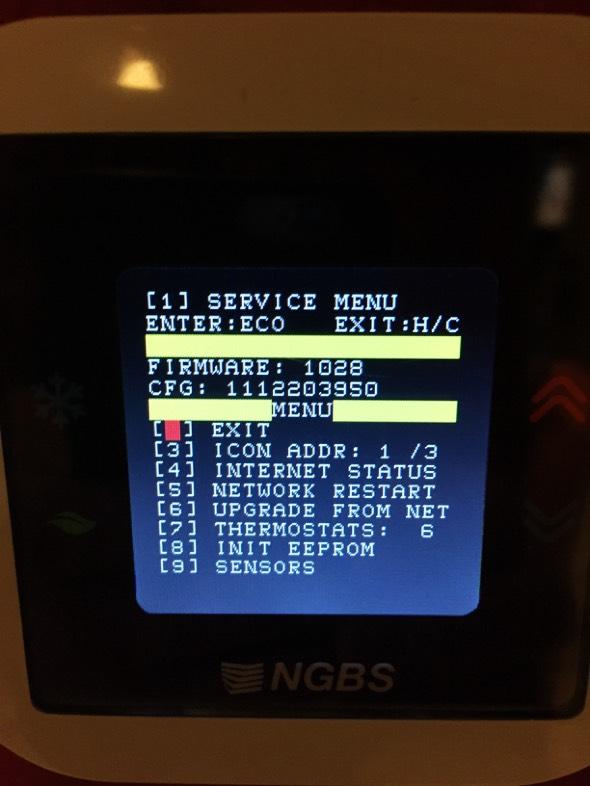 [1] SERVICE MENU
ENTER:ECO EXIT:H/C
FIRMWARE: 1028
CFG: 1112203950
MENU
[ ] EXIT
[3] ICON ADDR: 1 /3
[4] INTERNET STATUS
[5] NETWORK RESTART
[6] UPGRADE FROM NET
[7] THERMOSTATS: 6
[8] INIT EEPROM
[9] SENSORS
NGBS